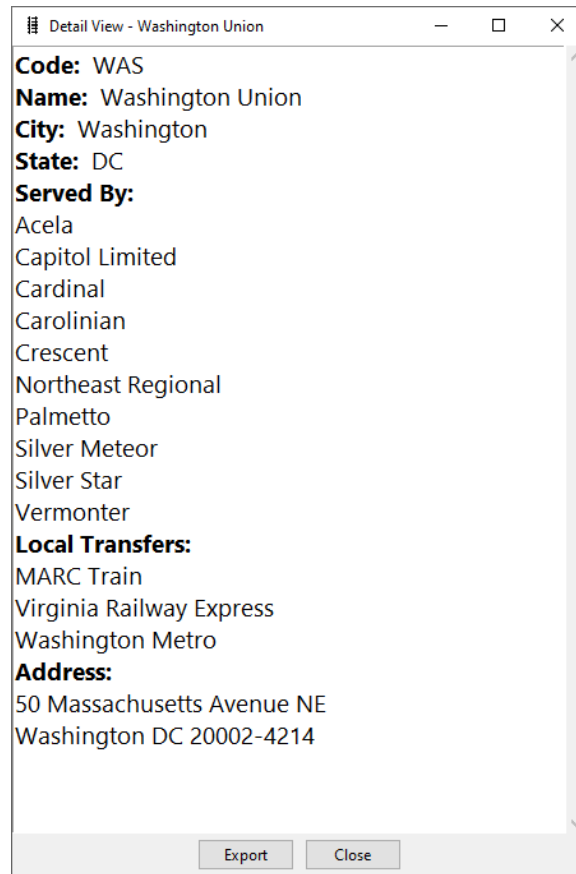 Detail View - Washington Union
Code: WAS
Name: Washington Union
City: Washington
State: DC
Served By:
Acela
Capitol Limited
Cardinal
Carolinian
Crescent
Northeast Regional
Palmetto
Silver Meteor
Silver Star
Vermonter
Local Transfers:
MARC Train
Virginia Railway Express
Washington Metro
Address:
50 Massachusetts Avenue NE
Washington DC 20002-4214
Export Close